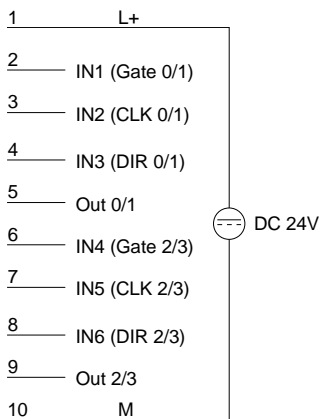 1 L+
2 IN1 (Gate 0/1)
3 IN2 (CLK 0/1)
4 IN3 (DIR 0/1)
5 Out 0/1
DC 24V
6 IN4 (Gate 2/3)
7 IN5 (CLK 2/3)
8 IN6 (DIR 2/3)
9 Out 2/3
10 M